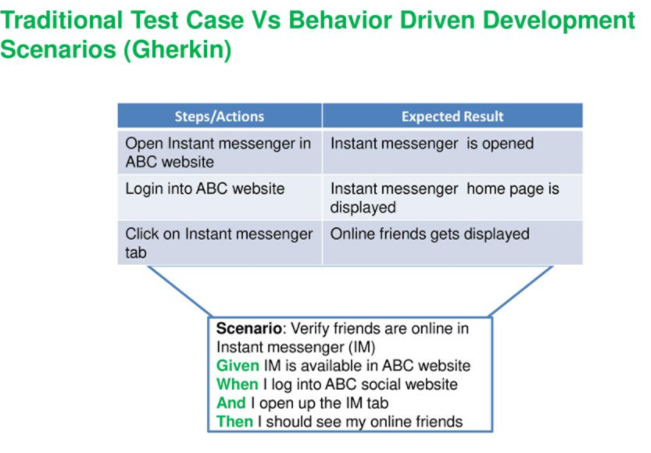 Traditional Test Case Vs Behavior Driven Development
Scenarios (Gherkin)
Steps/Actions Expected Result
Open Instant messenger in Instant messenger is opened
ABC website
Login into ABC website Instant messenger home page is
displayed
Click on Instant messenger Online friends gets displayed
tab
Scenario: Verify friends are online in
Instant messenger (IM)
Given IM is available in ABC website
When I log into ABC social website
And I open up the IM tab
Then I should see my online friends